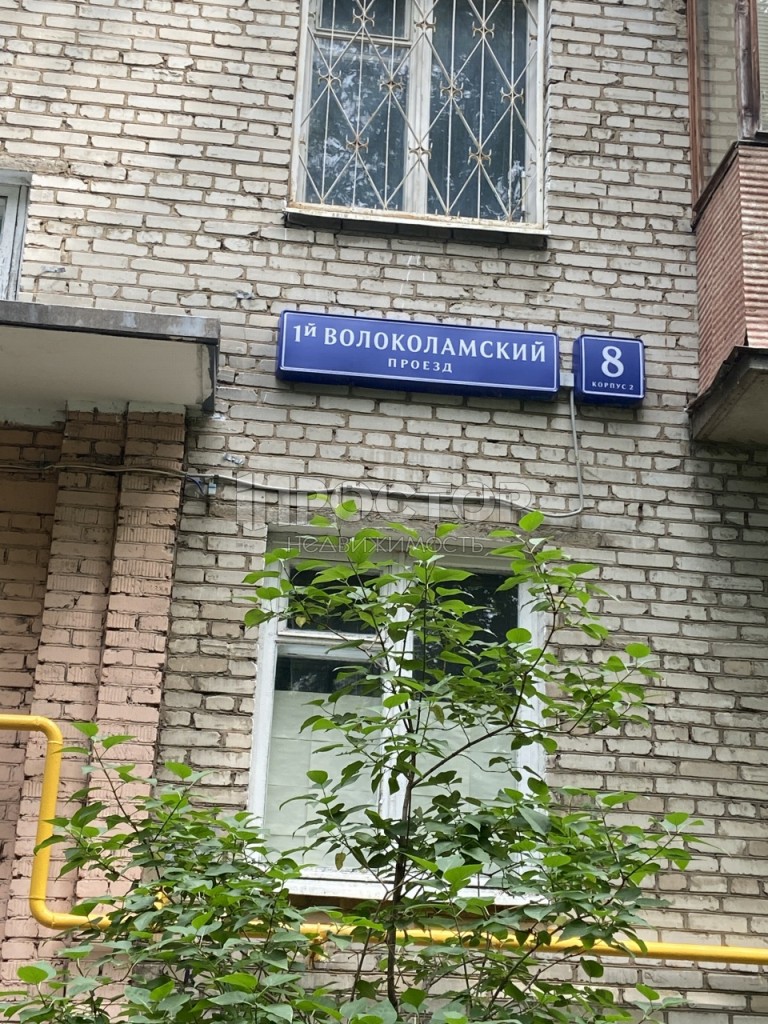 1й ВОЛОКОЛАМСКИЙ
ПРОЕЗД
8
КОРПУС 2
ПРОСТОР
НЕДВИЖИМОСТЬ